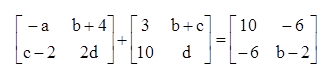 [ −a b+4 ] + [ 3 b+c ] = [ 10 −6 ]
[ c−2 2d ] [ 10 d ] [ −6 b−2 ]